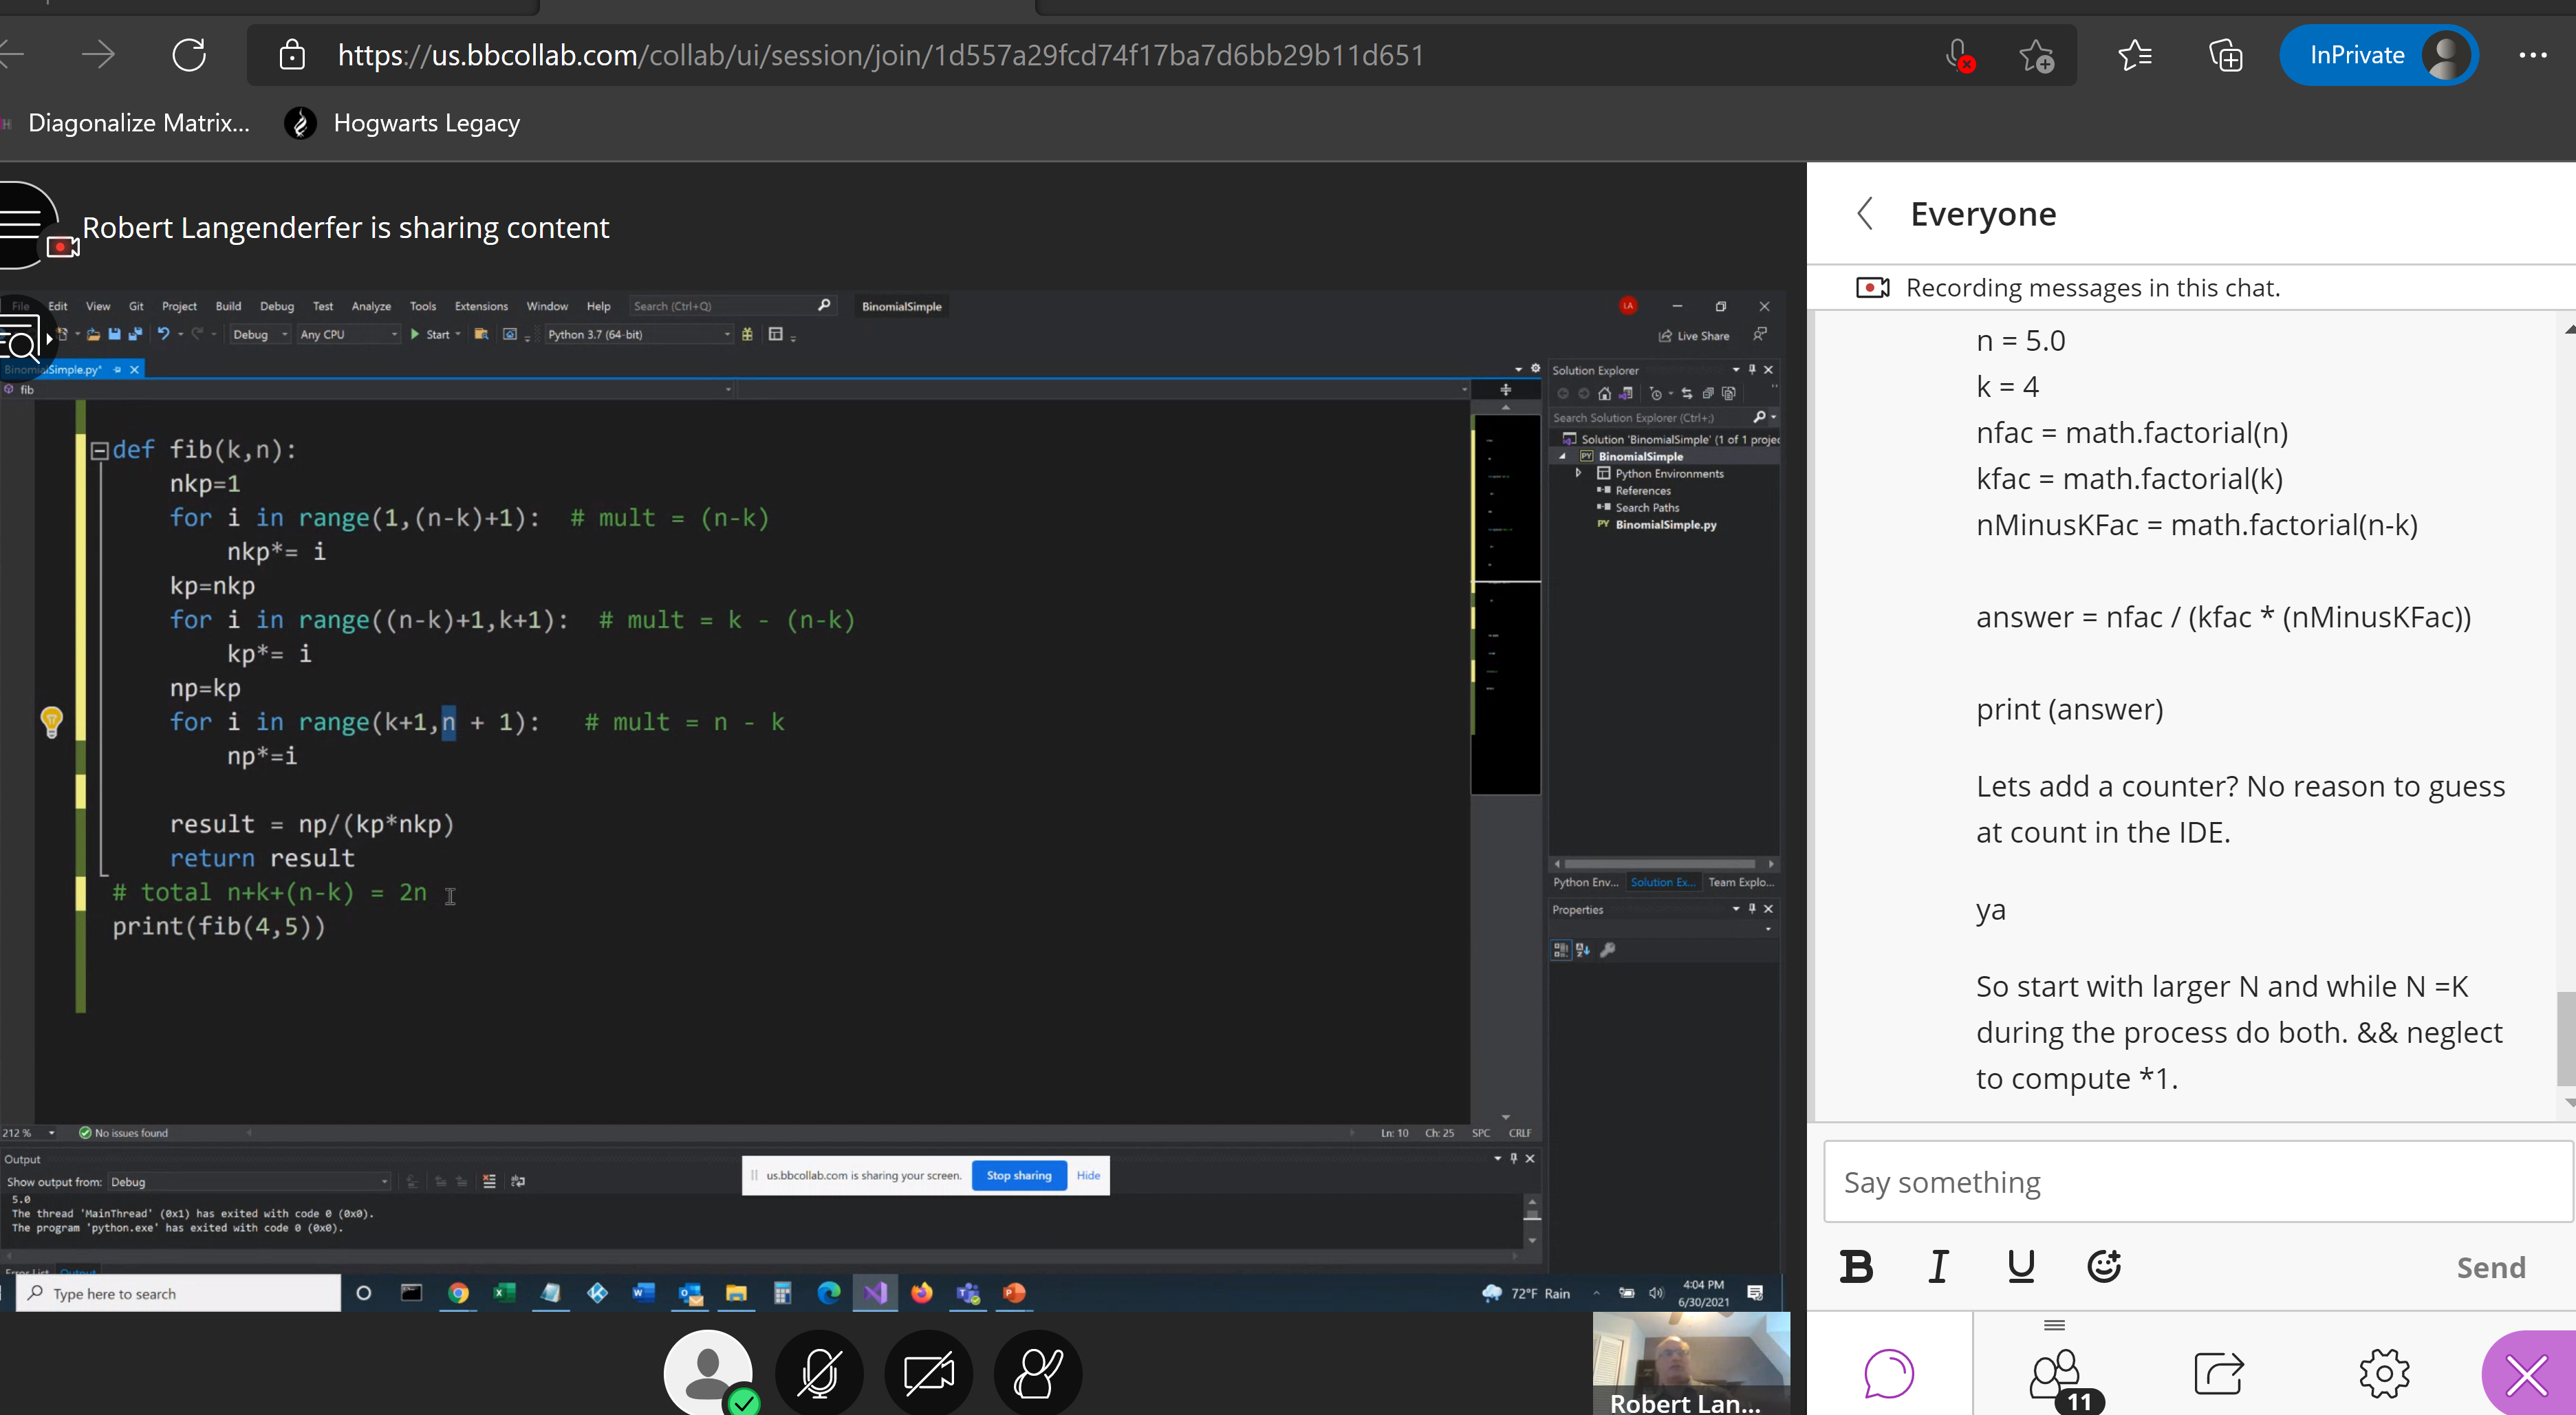 https://us.bbcollab.com/collab/ui/session/join/1d557a29fcd74f17ba7d6bb29b11d651
InPrivate
Diagonalize Matrix...
Hogwarts Legacy
Robert Langenderfer is sharing content
File Edit View Git Project Build Debug Test Analyze Tools Extensions Window Help Search (Ctrl+Q) BinomialSimple LA
Debug Any CPU Start Python 3.7 (64-bit) Live Share
BinomialSimple.py*
fib
def fib(k,n):
nkp=1
for i in range(1,(n-k)+1):  # mult = (n-k)
nkp*= i
kp=nkp
for i in range((n-k)+1,k+1):  # mult = k - (n-k)
kp*= i
np=kp
for i in range(k+1,n + 1):   # mult = n - k
np*=i
result = np/(kp*nkp)
return result
# total n+k+(n-k) = 2n
print(fib(4,5))
212 % No issues found Ln: 10 Ch: 25 SPC CRLF
Output
Show output from: Debug
5.0
The thread 'MainThread' (0x1) has exited with code 0 (0x0).
The program 'python.exe' has exited with code 0 (0x0).
Error List Output
us.bbcollab.com is sharing your screen. Stop sharing Hide
Solution Explorer
Search Solution Explorer (Ctrl+;)
Solution 'BinomialSimple' (1 of 1 projec
PY BinomialSimple
Python Environments
References
Search Paths
PY BinomialSimple.py
Python Env... Solution Ex... Team Explo...
Properties
Type here to search
72°F Rain
4:04 PM
6/30/2021
Robert Lan...
Everyone
Recording messages in this chat.
n = 5.0
k = 4
nfac = math.factorial(n)
kfac = math.factorial(k)
nMinusKFac = math.factorial(n-k)
answer = nfac / (kfac * (nMinusKFac))
print (answer)
Lets add a counter? No reason to guess
at count in the IDE.
ya
So start with larger N and while N =K
during the process do both. && neglect
to compute *1.
Say something
B I U
Send
11